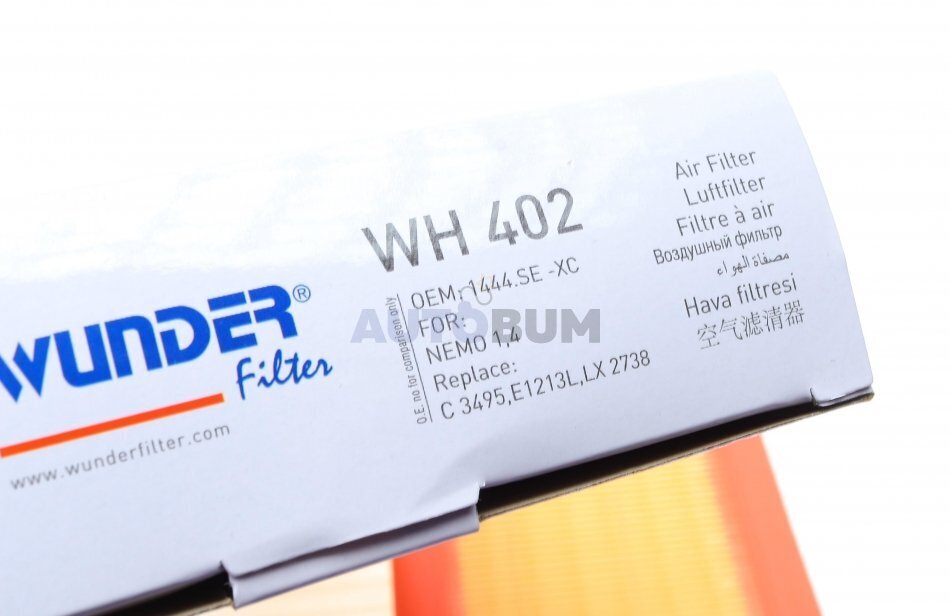 WUNDER®
Filter
www.wunderfilter.com
WH 402
O.E. no for comparison only
OEM: 1444.SE -XC
FOR:
NEMO 1.4
Replace:
C 3495,E1213L,LX 2738
AUTOBUM
Air Filter
Luftfilter
Filtre à air
Воздушный фильтр
مصفاة الهواء
Hava filtresi
空气滤清器